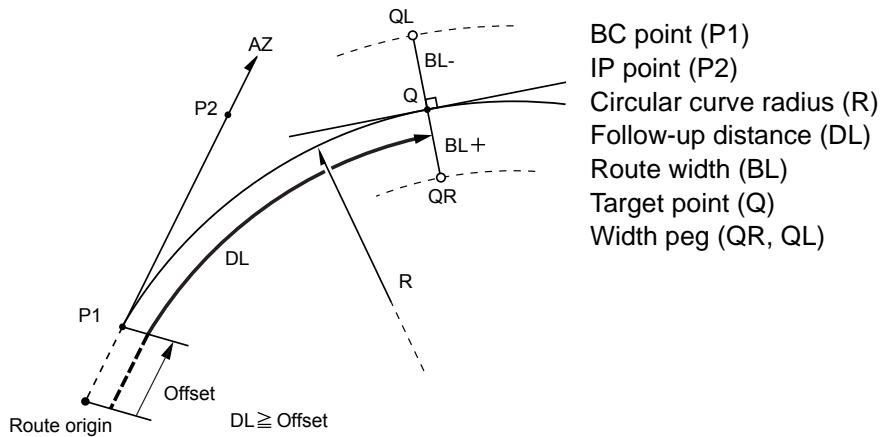 QL
AZ
BL-
P2
Q
BL+
QR
DL
R
P1
Offset
Route origin
DL≧Offset
BC point (P1)
IP point (P2)
Circular curve radius (R)
Follow-up distance (DL)
Route width (BL)
Target point (Q)
Width peg (QR, QL)